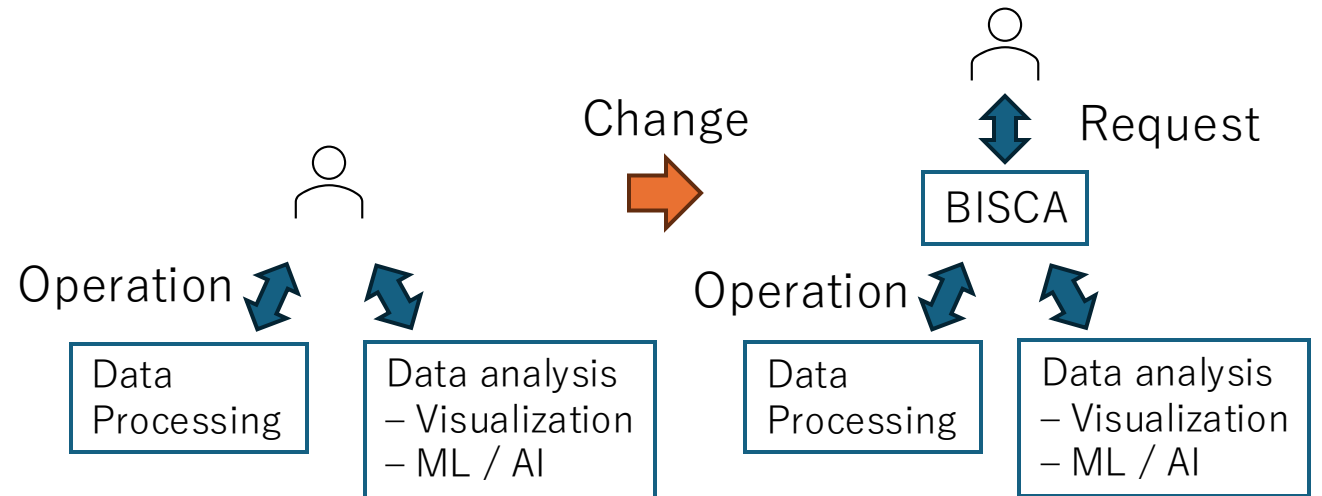 Change
Operation
Data
Processing
Data analysis
– Visualization
– ML / AI
Request
BISCA
Operation
Data
Processing
Data analysis
– Visualization
– ML / AI